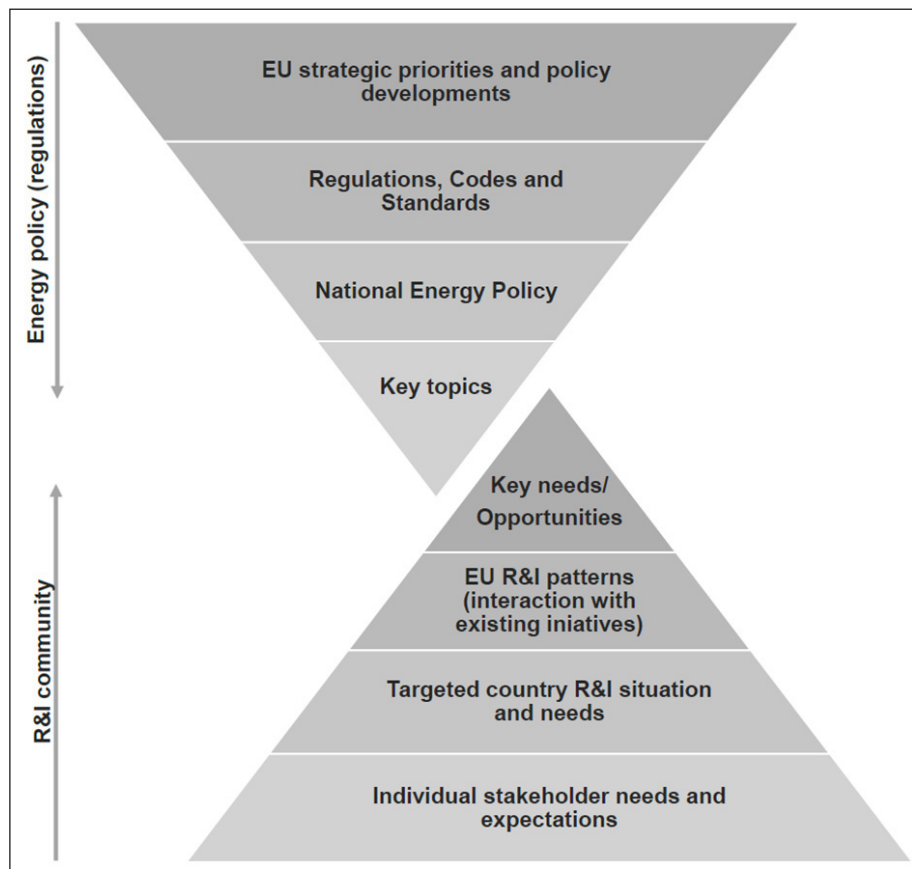 Energy policy (regulations)
EU strategic priorities and policy
developments
Regulations, Codes and
Standards
National Energy Policy
Key topics
R&I community
Key needs/
Opportunities
EU R&I patterns
(interaction with
existing iniatives)
Targeted country R&I situation
and needs
Individual stakeholder needs and
expectations